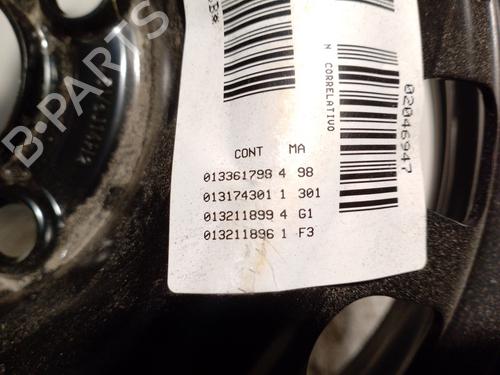 CONT MA
013361798 4 98
013174301 1 301
013211899 4 G1
013211896 1 F3
N CORRELATIVO
02046947
B-PARTS